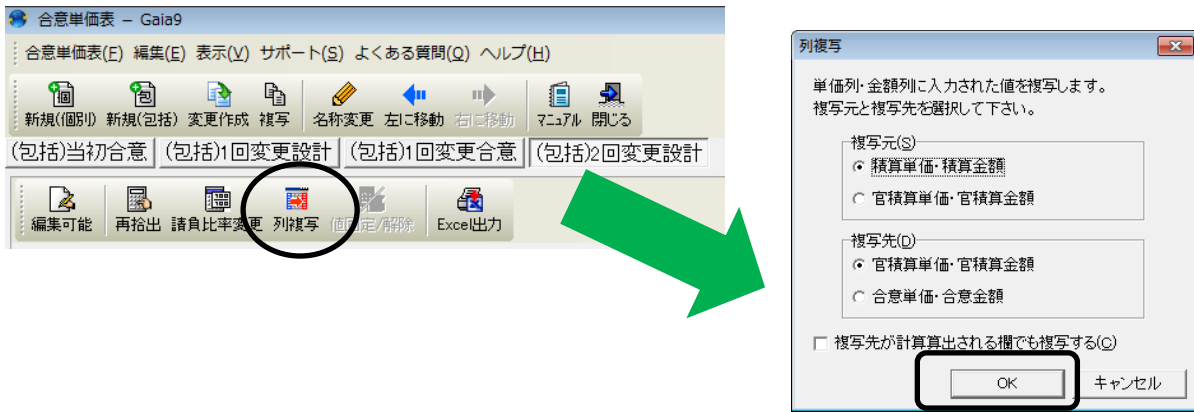 合意単価表 － Gaia9
合意単価表(F) 編集(E) 表示(V) サポート(S) よくある質問(Q) ヘルプ(H)
新規(個別) 新規(包括) 変更作成 複写 名称変更 左に移動 右に移動 マニュアル 閉じる
(包括)当初合意 (包括)1回変更設計 (包括)1回変更合意 (包括)2回変更設計
編集可能 再拾出 請負比率変更 列複写 値固定/解除 Excel出力
列複写
単価列・金額列に入力された値を複写します。
複写元と複写先を選択して下さい。
複写元(S)
積算単価・積算金額
官積算単価・官積算金額
複写先(D)
官積算単価・官積算金額
合意単価・合意金額
複写先が計算算出される欄でも複写する(C)
OK キャンセル